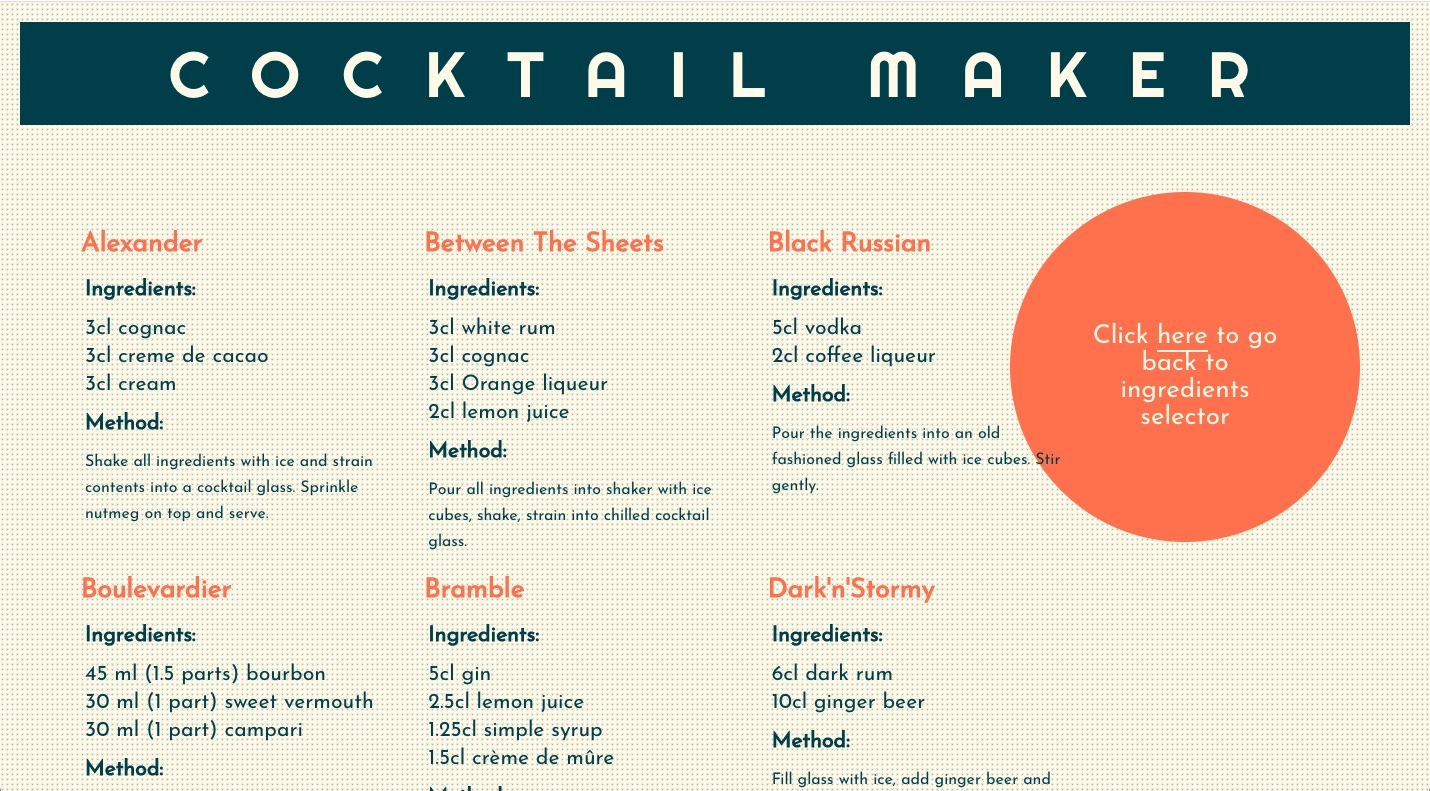 COCKTAIL MAKER
Alexander
Ingredients:
3cl cognac
3cl creme de cacao
3cl cream
Method:
Shake all ingredients with ice and strain
contents into a cocktail glass. Sprinkle
nutmeg on top and serve.
Between The Sheets
Ingredients:
3cl white rum
3cl cognac
3cl Orange liqueur
2cl lemon juice
Method:
Pour all ingredients into shaker with ice
cubes, shake, strain into chilled cocktail
glass.
Black Russian
Ingredients:
5cl vodka
2cl coffee liqueur
Method:
Pour the ingredients into an old
fashioned glass filled with ice cubes. Stir
gently.
Click here to go
back to
ingredients
selector
Boulevardier
Ingredients:
45 ml (1.5 parts) bourbon
30 ml (1 part) sweet vermouth
30 ml (1 part) campari
Method:
Bramble
Ingredients:
5cl gin
2.5cl lemon juice
1.25cl simple syrup
1.5cl crème de mûre
Dark'n'Stormy
Ingredients:
6cl dark rum
10cl ginger beer
Method:
Fill glass with ice, add ginger beer and